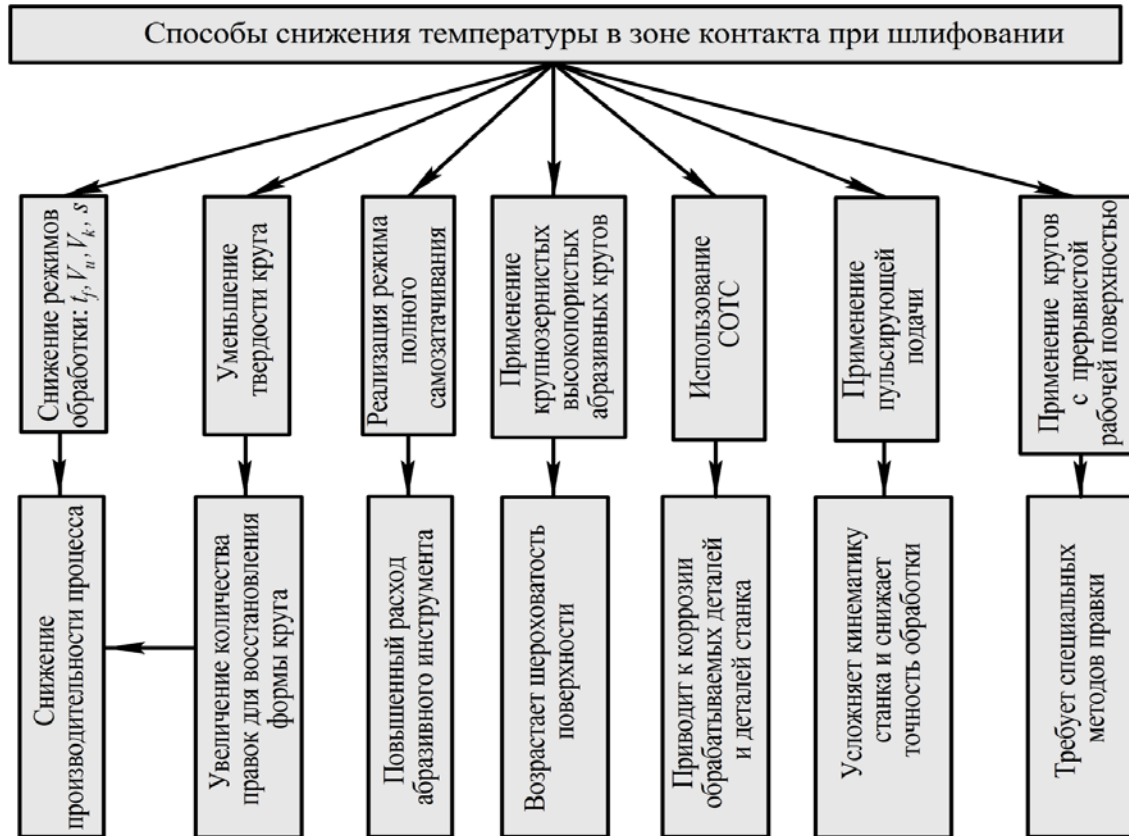 Способы снижения температуры в зоне контакта при шлифовании
Снижение режимов
обработки: t_f, V_u, V_k, s
Уменьшение
твердости круга
Реализация режима
полного
самозатачивания
Применение
крупнозернистых
высокопористых
абразивных кругов
Использование
СОТС
Применение
пульсирующей
подачи
Применение кругов
с прерывистой
рабочей поверхностью
Снижение
производительности процесса
Увеличение количества
правок для восстановления
формы круга
Повышенный расход
абразивного инструмента
Возрастает шероховатость
поверхности
Приводит к коррозии
обрабатываемых деталей
и деталей станка
Усложняет кинематику
станка и снижает
точность обработки
Требует специальных
методов правки